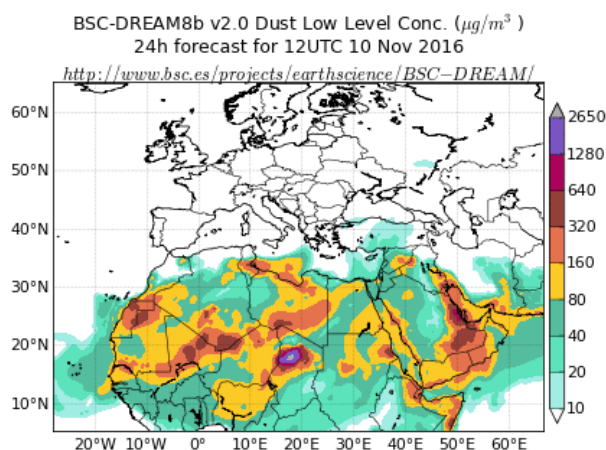 BSC-DREAM8b v2.0 Dust Low Level Conc. (μg/m³ )
24h forecast for 12UTC 10 Nov 2016
http://www.bsc.es/projects/earthscience/BSC−DREAM/
60°N
50°N
40°N
30°N
20°N
10°N
20°W 10°W 0° 10°E 20°E 30°E 40°E 50°E 60°E
2650
1280
640
320
160
80
40
20
10